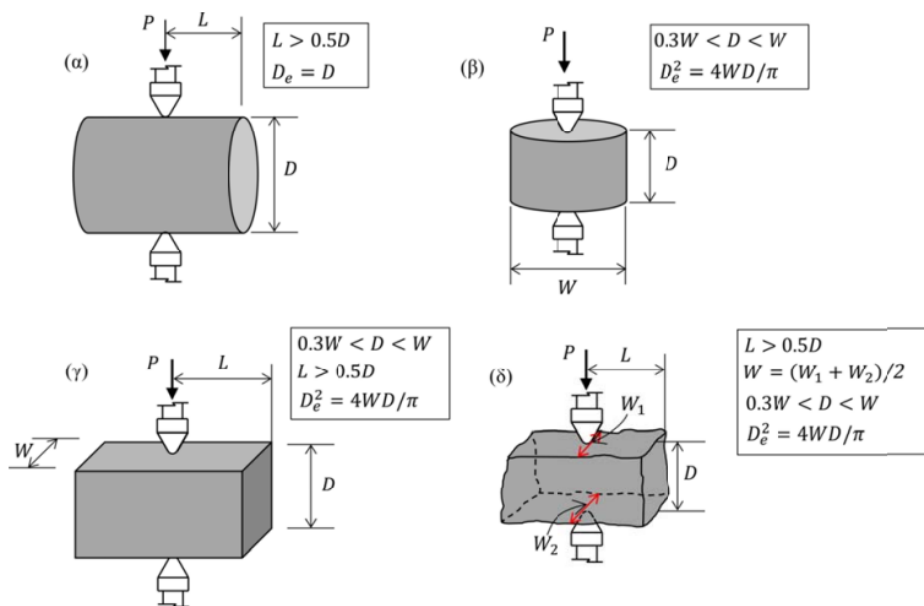 (α)
P
L
L > 0.5D
D_e = D
D
(β)
P
0.3W < D < W
D_e^2 = 4WD/π
D
W
(γ)
P
L
0.3W < D < W
L > 0.5D
D_e^2 = 4WD/π
W
D
(δ)
P
L
L > 0.5D
W = (W_1 + W_2)/2
0.3W < D < W
D_e^2 = 4WD/π
W_1
D
W_2